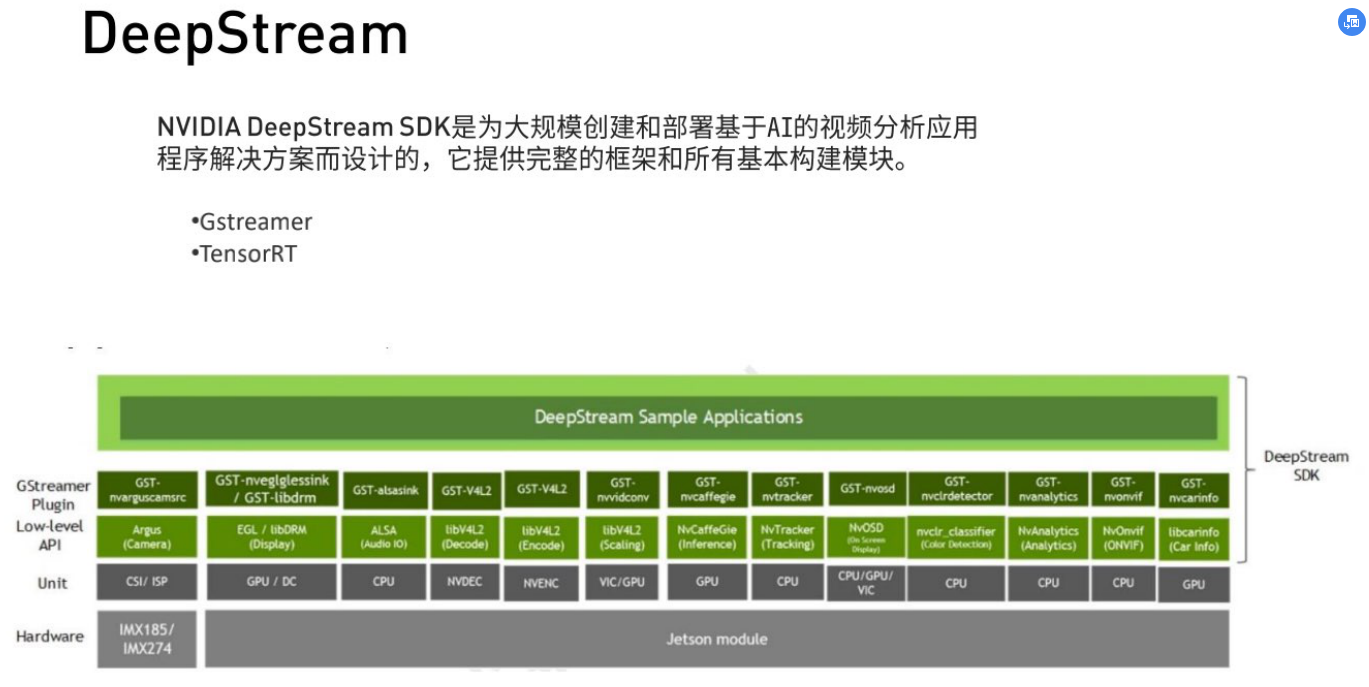 DeepStream
NVIDIA DeepStream SDK是为大规模创建和部署基于AI的视频分析应用
程序解决方案而设计的，它提供完整的框架和所有基本构建模块。
•Gstreamer
•TensorRT
DeepStream Sample Applications
DeepStream
SDK
GStreamer
Plugin
GST-
nvarguscamsrc
GST-nveglglessink
/ GST-libdrm
GST-alsasink
GST-V4L2
GST-V4L2
GST-
nvvidconv
GST-
nvcaffegie
GST-
nvtracker
GST-nvosd
GST-
nvclrdetector
GST-
nvanalytics
GST-
nvonvif
GST-
nvcarinfo
Low-level
API
Argus
(Camera)
EGL / libDRM
(Display)
ALSA
(Audio IO)
libV4L2
(Decode)
libV4L2
(Encode)
libV4L2
(Scaling)
NvCaffeGie
(Inference)
NvTracker
(Tracking)
NvOSD
(On Screen
Display)
nvclr_classifier
(Color Detection)
NvAnalytics
(Analytics)
NvOnvif
(ONVIF)
libcarinfo
(Car Info)
Unit
CSI/ ISP
GPU / DC
CPU
NVDEC
NVENC
VIC/GPU
GPU
CPU
CPU/GPU/
VIC
CPU
CPU
CPU
GPU
Hardware
IMX185/
IMX274
Jetson module